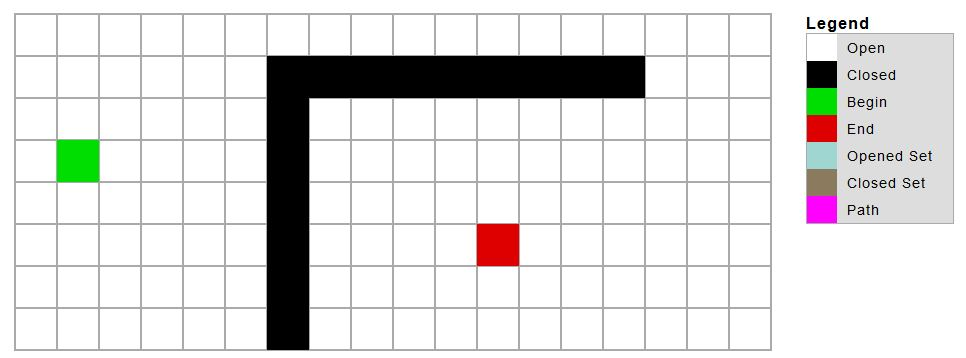 Legend
Open
Closed
Begin
End
Opened Set
Closed Set
Path